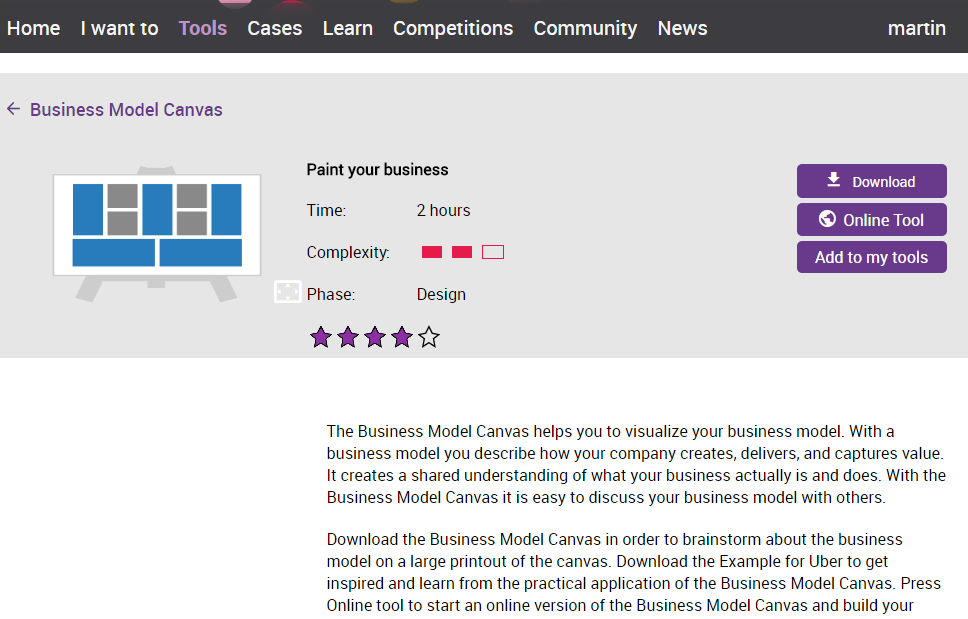 Home I want to Tools Cases Learn Competitions Community News martin
← Business Model Canvas
Paint your business
Time: 2 hours
Complexity:
Phase: Design
Download
Online Tool
Add to my tools
The Business Model Canvas helps you to visualize your business model. With a
business model you describe how your company creates, delivers, and captures value.
It creates a shared understanding of what your business actually is and does. With the
Business Model Canvas it is easy to discuss your business model with others.
Download the Business Model Canvas in order to brainstorm about the business
model on a large printout of the canvas. Download the Example for Uber to get
inspired and learn from the practical application of the Business Model Canvas. Press
Online tool to start an online version of the Business Model Canvas and build your